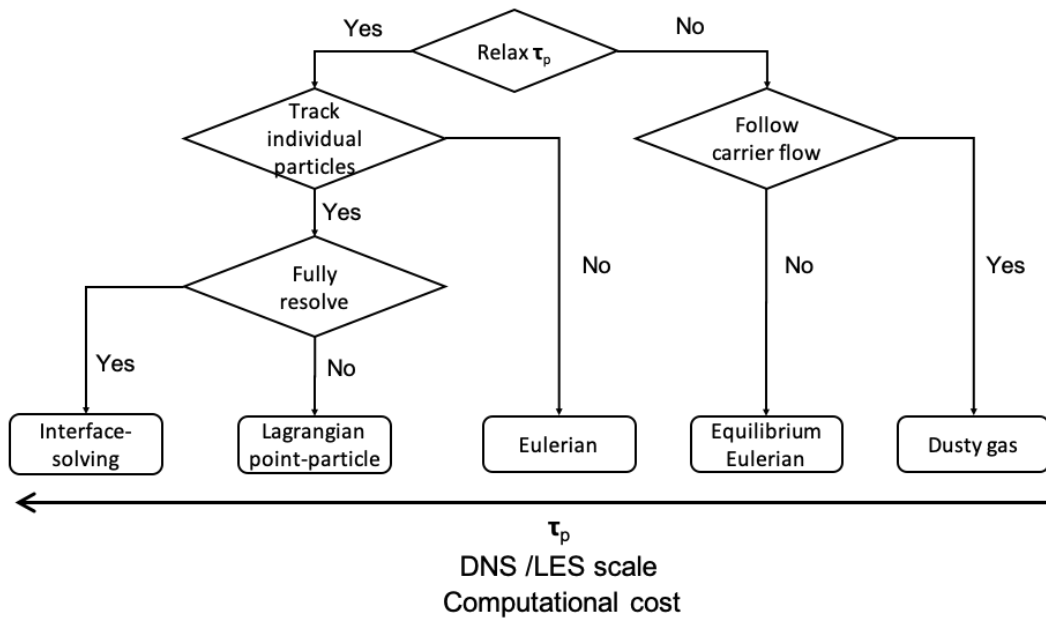 Yes
Relax τp
No
Track
individual
particles
Follow
carrier flow
Yes
Fully
resolve
No
No
Yes
Yes
No
Interface-
solving
Lagrangian
point-particle
Eulerian
Equilibrium
Eulerian
Dusty gas
τp
DNS /LES scale
Computational cost